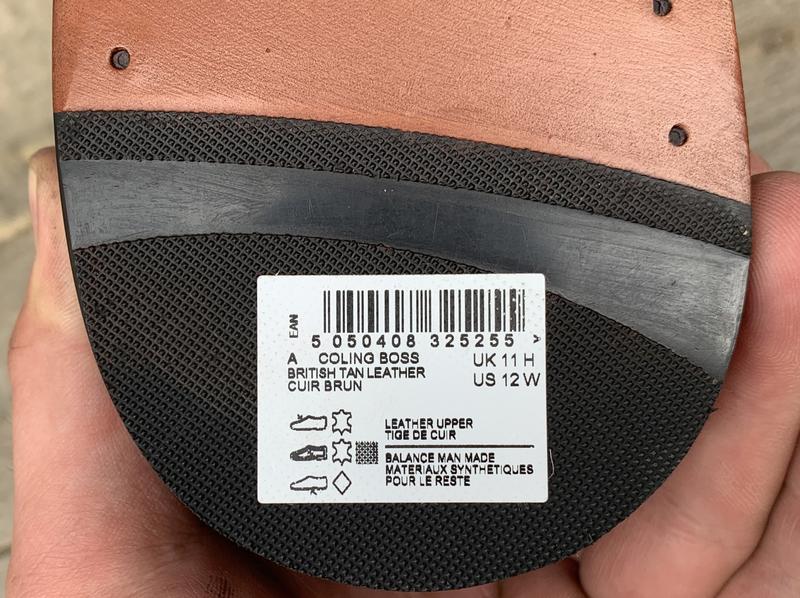 EAN
5 050408 325255 A
A COLING BOSS UK 11 H
BRITISH TAN LEATHER US 12 W
CUIR BRUN
LEATHER UPPER
TIGE DE CUIR
BALANCE MAN MADE
MATERIAUX SYNTHETIQUES
POUR LE RESTE